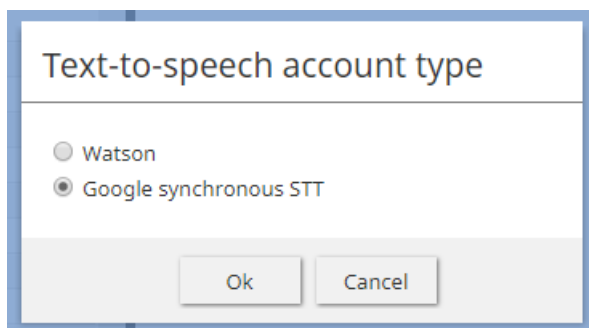 Text-to-speech account type
Watson
Google synchronous STT
Ok Cancel